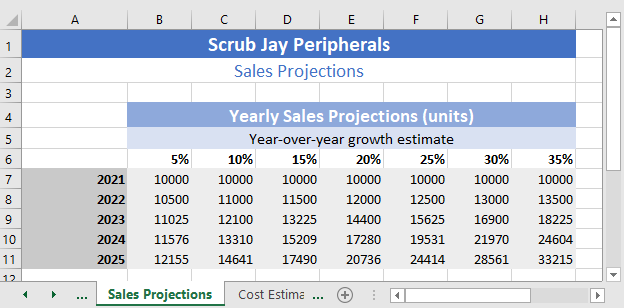 A B C D E F G H
1 Scrub Jay Peripherals
2 Sales Projections
3
4 Yearly Sales Projections (units)
5 Year-over-year growth estimate
6 5% 10% 15% 20% 25% 30% 35%
7 2021 10000 10000 10000 10000 10000 10000 10000
8 2022 10500 11000 11500 12000 12500 13000 13500
9 2023 11025 12100 13225 14400 15625 16900 18225
10 2024 11576 13310 15209 17280 19531 21970 24604
11 2025 12155 14641 17490 20736 24414 28561 33215
12
... Sales Projections Cost Estima ...